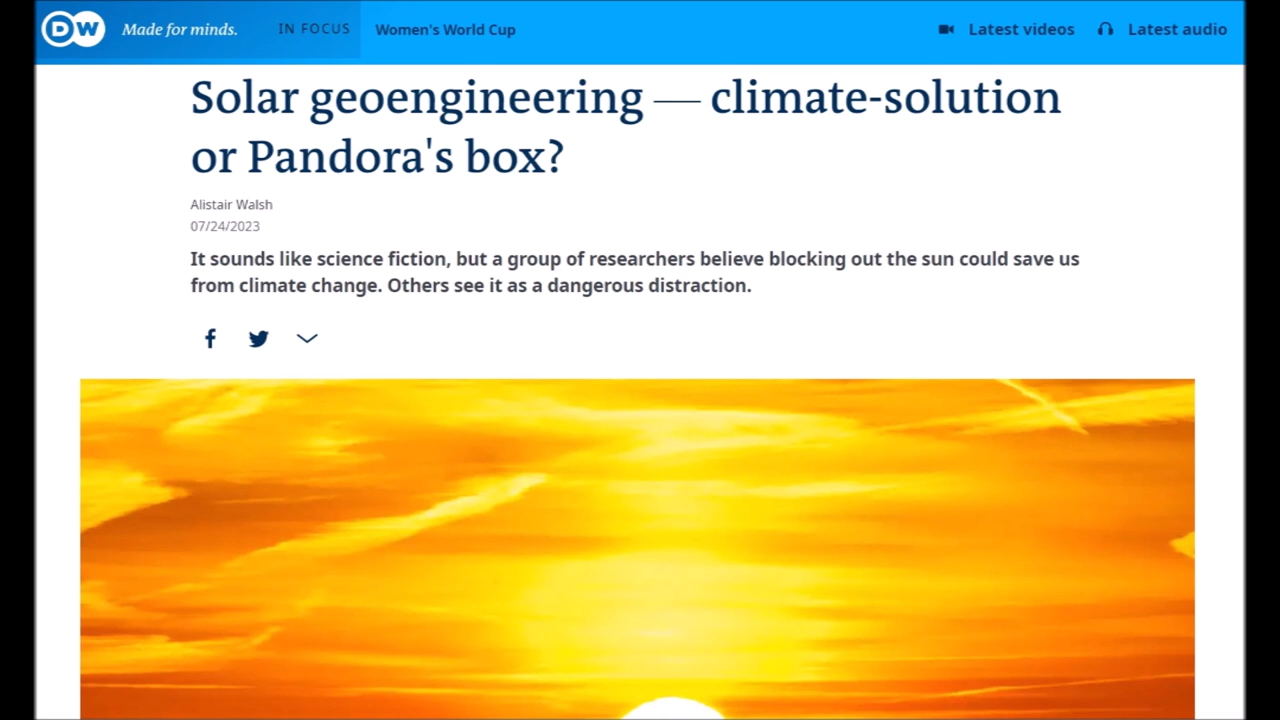 DW Made for minds. IN FOCUS Women's World Cup Latest videos Latest audio
Solar geoengineering — climate-solution
or Pandora's box?
Alistair Walsh
07/24/2023
It sounds like science fiction, but a group of researchers believe blocking out the sun could save us
from climate change. Others see it as a dangerous distraction.